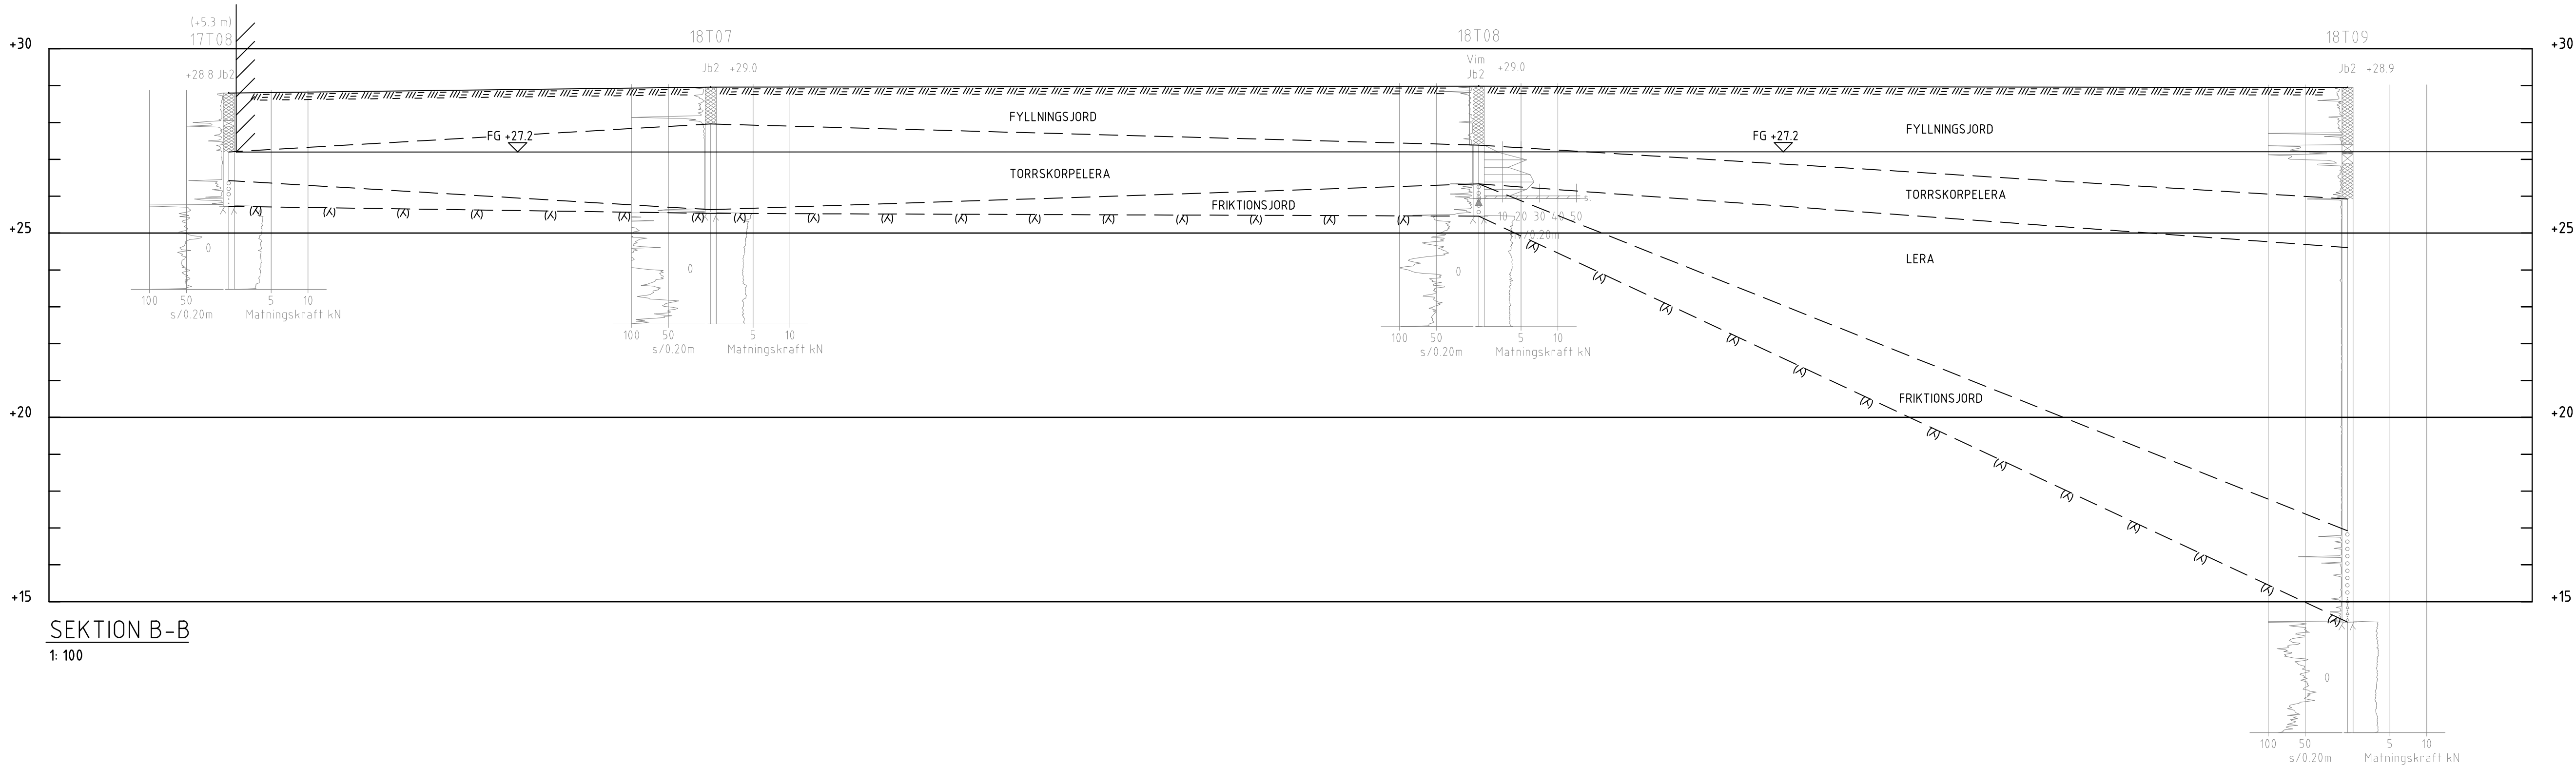 (+5.3 m)
17T08
18T07
18T08
18T09
+30
+30
+28.8 Jb2
Jb2 +29.0
Vim
Jb2 +29.0
Jb2 +28.9
FYLLNINGSJORD
FYLLNINGSJORD
FG +27.2
FG +27.2
TORRSKORPELERA
TORRSKORPELERA
FRIKTIONSJORD
10 20 30 40 50
+25
+25
LERA
0
0
0
100 50 5 10
s/0.20m Matningskraft kN
100 50 5 10
s/0.20m Matningskraft kN
100 50 5 10
s/0.20m Matningskraft kN
FRIKTIONSJORD
+20
+20
+15
+15
SEKTION B-B
1: 100
0
100 50 5 10
s/0.20m Matningskraft kN